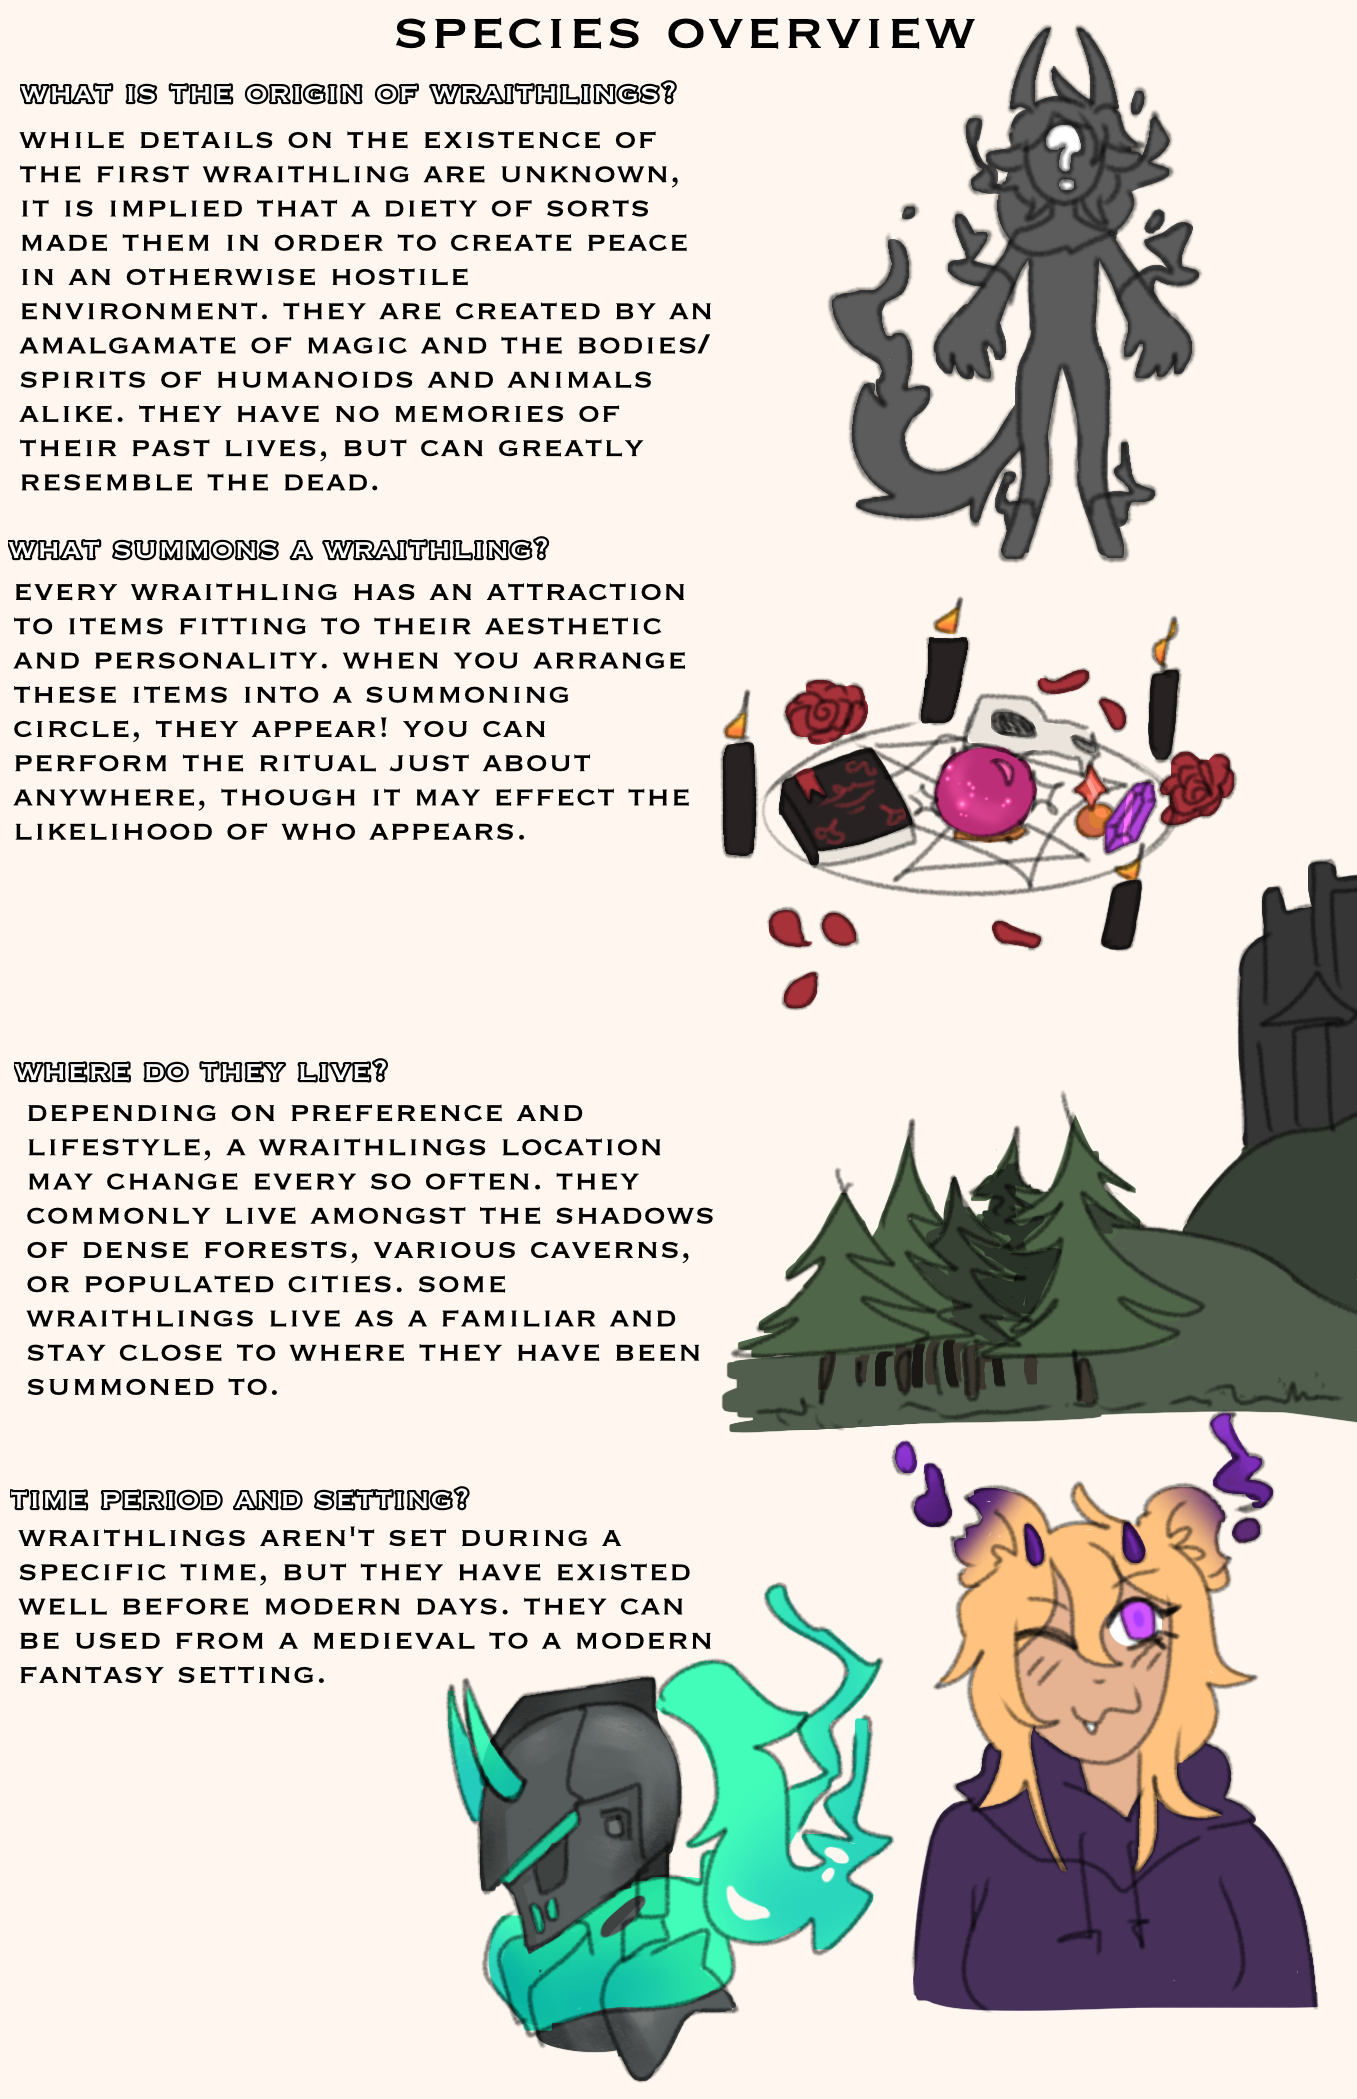 SPECIES OVERVIEW
WHAT IS THE ORIGIN OF WRAITHLINGS?
WHILE DETAILS ON THE EXISTENCE OF
THE FIRST WRAITHLING ARE UNKNOWN,
IT IS IMPLIED THAT A DIETY OF SORTS
MADE THEM IN ORDER TO CREATE PEACE
IN AN OTHERWISE HOSTILE
ENVIRONMENT. THEY ARE CREATED BY AN
AMALGAMATE OF MAGIC AND THE BODIES/
SPIRITS OF HUMANOIDS AND ANIMALS
ALIKE. THEY HAVE NO MEMORIES OF
THEIR PAST LIVES, BUT CAN GREATLY
RESEMBLE THE DEAD.
?
WHAT SUMMONS A WRAITHLING?
EVERY WRAITHLING HAS AN ATTRACTION
TO ITEMS FITTING TO THEIR AESTHETIC
AND PERSONALITY. WHEN YOU ARRANGE
THESE ITEMS INTO A SUMMONING
CIRCLE, THEY APPEAR! YOU CAN
PERFORM THE RITUAL JUST ABOUT
ANYWHERE, THOUGH IT MAY EFFECT THE
LIKELIHOOD OF WHO APPEARS.
WHERE DO THEY LIVE?
DEPENDING ON PREFERENCE AND
LIFESTYLE, A WRAITHLINGS LOCATION
MAY CHANGE EVERY SO OFTEN. THEY
COMMONLY LIVE AMONGST THE SHADOWS
OF DENSE FORESTS, VARIOUS CAVERNS,
OR POPULATED CITIES. SOME
WRAITHLINGS LIVE AS A FAMILIAR AND
STAY CLOSE TO WHERE THEY HAVE BEEN
SUMMONED TO.
TIME PERIOD AND SETTING?
WRAITHLINGS AREN'T SET DURING A
SPECIFIC TIME, BUT THEY HAVE EXISTED
WELL BEFORE MODERN DAYS. THEY CAN
BE USED FROM A MEDIEVAL TO A MODERN
FANTASY SETTING.